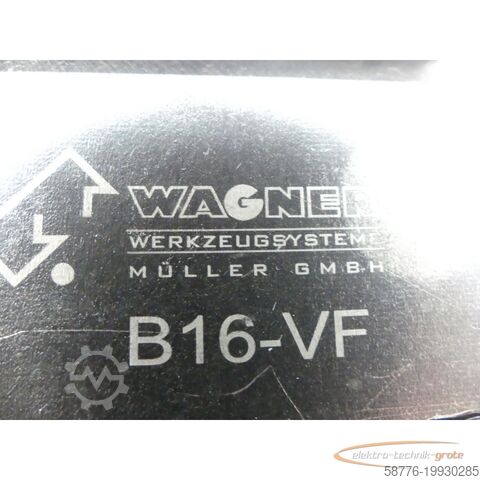 WAGNER
WERKZEUGSYSTEME
MÜLLER GMBH
B16-VF
elektro-technik-grote
58776-19930285